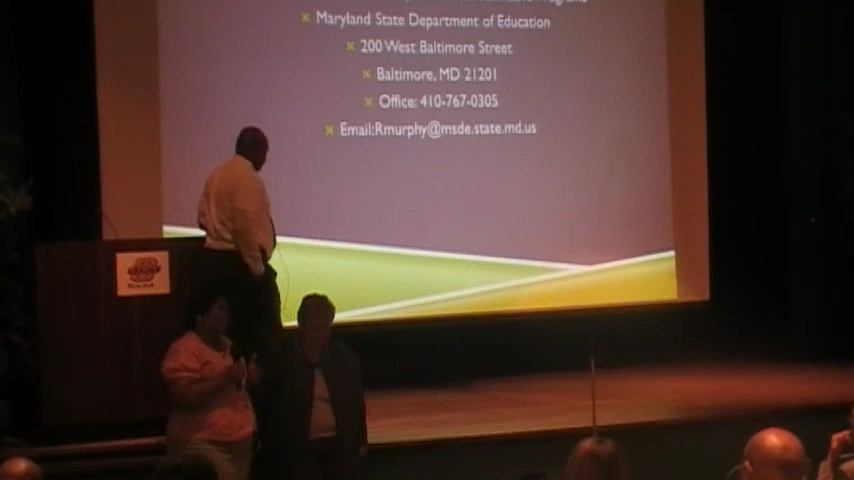 Programs
Maryland State Department of Education
200 West Baltimore Street
Baltimore, MD 21201
Office: 410-767-0305
Email:Rmurphy@msde.state.md.us